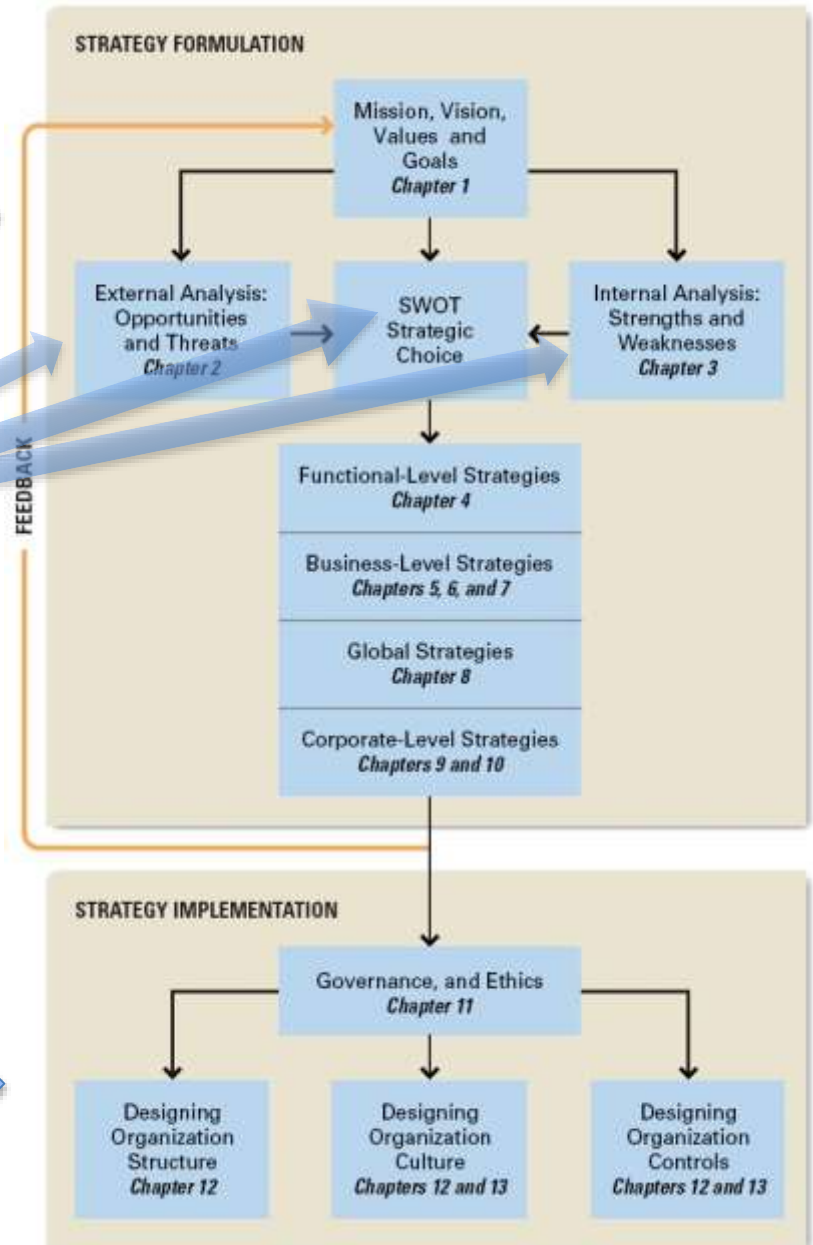 STRATEGY FORMULATION
Mission, Vision,
Values and
Goals
Chapter 1
External Analysis:
Opportunities
and Threats
Chapter 2
SWOT
Strategic
Choice
Internal Analysis:
Strengths and
Weaknesses
Chapter 3
FEEDBACK
Functional-Level Strategies
Chapter 4
Business-Level Strategies
Chapters 5, 6, and 7
Global Strategies
Chapter 8
Corporate-Level Strategies
Chapters 9 and 10
STRATEGY IMPLEMENTATION
Governance, and Ethics
Chapter 11
Designing
Organization
Structure
Chapter 12
Designing
Organization
Culture
Chapters 12 and 13
Designing
Organization
Controls
Chapters 12 and 13